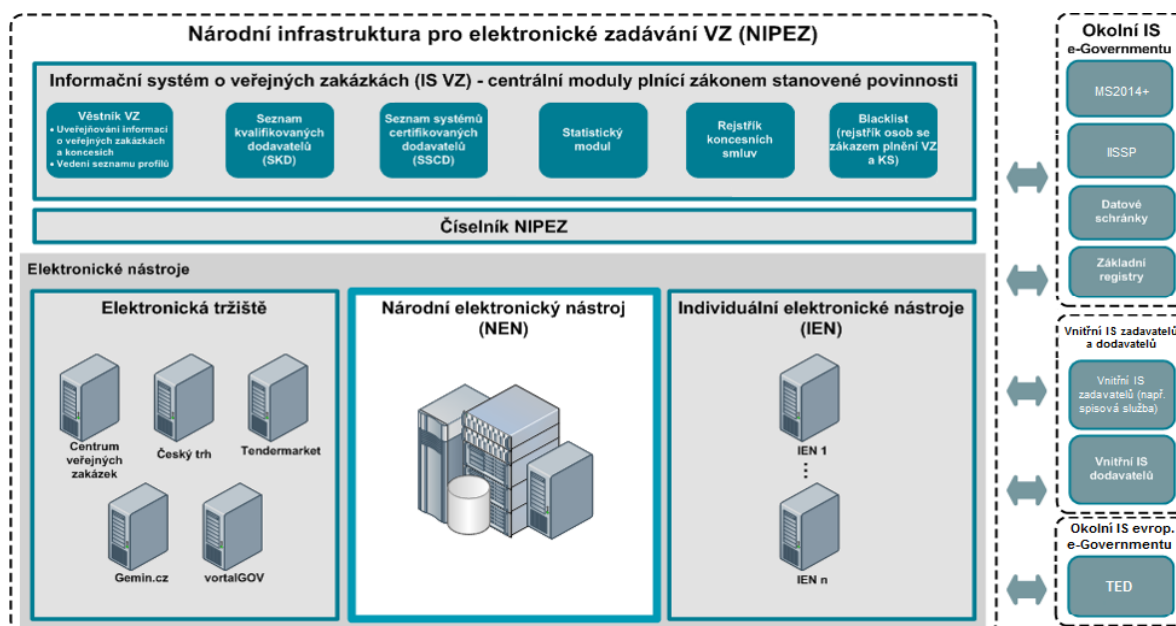 Národní infrastruktura pro elektronické zadávání VZ (NIPEZ)
Informační systém o veřejných zakázkách (IS VZ) - centrální moduly plnící zákonem stanovené povinnosti
Věstník VZ
• Uveřejňování informací
o veřejných zakázkách
a koncesích
• Vedení seznamu profilů
Seznam
kvalifikovaných
dodavatelů
(SKD)
Seznam systémů
certifikovaných
dodavatelů
(SSCD)
Statistický
modul
Rejstřík
koncesních
smluv
Blacklist
(rejstřík osob se
zákazem plnění VZ
a KS)
Číselník NIPEZ
Elektronické nástroje
Elektronická tržiště
Centrum
veřejných
zakázek
Český trh
Tendermarket
Gemin.cz
vortalGOV
Národní elektronický nástroj
(NEN)
Individuální elektronické nástroje
(IEN)
IEN 1
IEN n
Okolní IS
e-Governmentu
MS2014+
IISSP
Datové
schránky
Základní
registry
Vnitřní IS zadavatelů
a dodavatelů
Vnitřní IS
zadavatelů (např.
spisová služba)
Vnitřní IS
dodavatelů
Okolní IS evrop.
e-Governmentu
TED